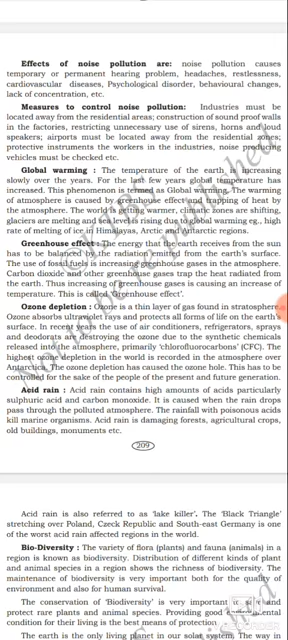 Effects of noise pollution are: noise pollution causes
temporary or permanent hearing problem, headaches, restlessness,
cardiovascular diseases, Psychological disorder, behavioural changes,
lack of concentration, etc.
Measures to control noise pollution: Industries must be
located away from the residential areas; construction of sound proof walls
in the factories, restricting unnecessary use of sirens, horns and loud
speakers; airports must be located away from the residential zones;
protective instruments the workers in the industries, noise producing
vehicles must be checked etc.
Global warming : The temperature of the earth is increasing
slowly over the years. For the last few years global temperature has
increased. This phenomenon is termed as Global warming. The warming
of atmosphere is caused by greenhouse effect and trapping of heat by
the atmosphere. The world is getting warmer, climatic zones are shifting,
glaciers are melting and sea level is rising due to global warming eg., high
rate of melting of ice in Himalayas, Arctic and Antarctic regions.
Greenhouse effect : The energy that the earth receives from the sun
has to be balanced by the radiation emitted from the earth's surface.
The use of fossil fuels is increasing greenhouse gases in the atmosphere.
Carbon dioxide and other greenhouse gases trap the heat radiated
from the earth. Thus increasing of greenhouse gases is causing an increase of
temperature. This is called 'greenhouse effect'.
Ozone depletion : Ozone is a thin layer of gas found in stratosphere.
Ozone absorbs ultraviolet rays and protects all forms of life on the earth's
surface. In recent years the use of air conditioners, refrigerators, sprays
and deodorats are destroying the ozone due to the synthetic chemicals
released into the atmosphere, primarily 'chlorofluorocarbons' (CFC). The
highest ozone depletion in the world is recorded in the atmosphere over
Antarctica. The ozone depletion has caused the ozone hole. This has to be
controlled for the sake of the people of the present and future generation.
Acid rain : Acid rain contains high amounts of acids particularly
sulphuric acid and carbon monoxide. It is caused when the rain drops
pass through the polluted atmosphere. The rainfall with poisonous acids
kill marine organisms. Acid rain is damaging forests, agricultural crops,
old buildings, monuments etc.
209
Acid rain is also referred to as 'lake killer'. The 'Black Triangle'
stretching over Poland, Czeck Republic and South-east Germany is one
of the worst acid rain affected regions in the world.
Bio-Diversity : The variety of flora (plants) and fauna (animals) in a
region is known as biodiversity. Distribution of different kinds of plant
and animal species in a region shows the richness of biodiversity. The
maintenance of biodiversity is very important both for the quality of
environment and also for human survival.
The conservation of 'Biodiversity' is very important
protect rare plants and animal species. Providing good
condition for their living is the best means of protection
The earth is the only living planet in our solar system. The way in